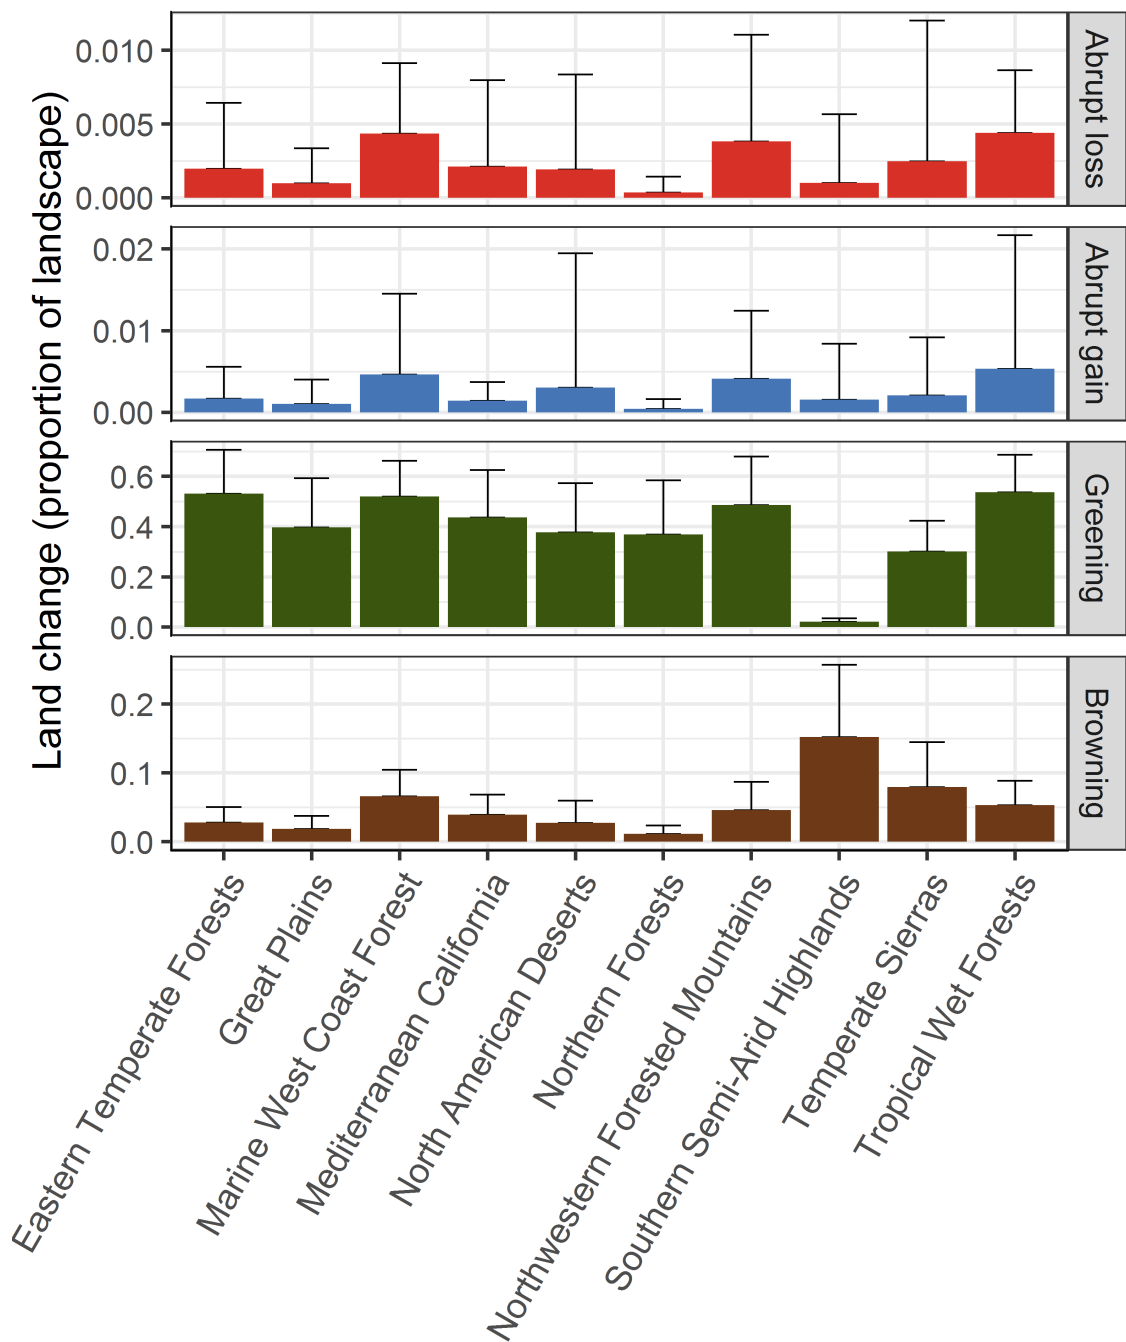 Land change (proportion of landscape)
0.010
0.005
0.000
Abrupt loss
0.02
0.01
0.00
Abrupt gain
0.6
0.4
0.2
0.0
Greening
0.2
0.1
0.0
Browning
Eastern Temperate Forests
Great Plains
Marine West Coast Forest
Mediterranean California
North American Deserts
Northern Forests
Northwestern Forested Mountains
Southern Semi-Arid Highlands
Temperate Sierras
Tropical Wet Forests